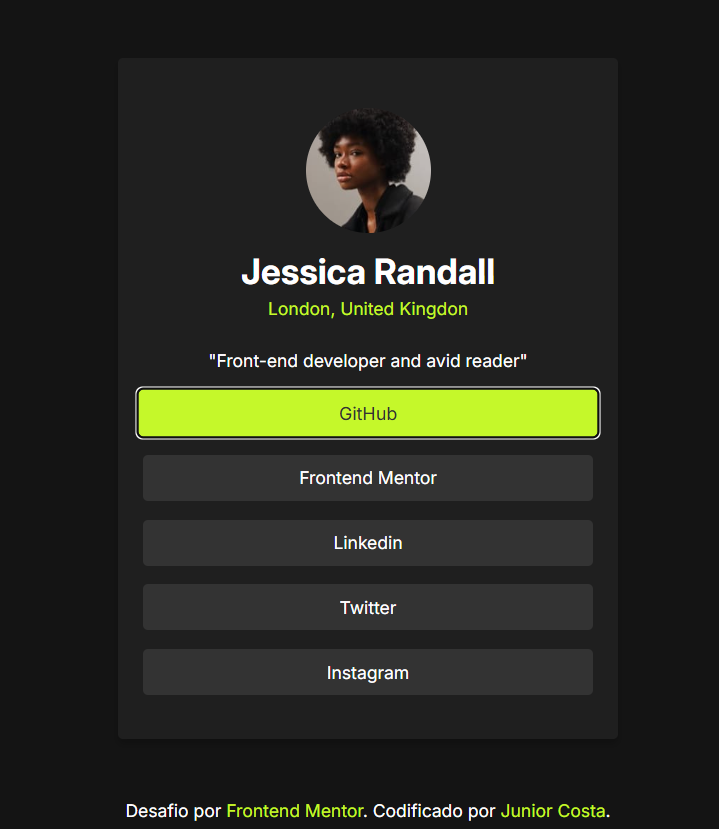 Jessica Randall
London, United Kingdon
"Front-end developer and avid reader"
GitHub
Frontend Mentor
Linkedin
Twitter
Instagram
Desafio por Frontend Mentor. Codificado por Junior Costa.